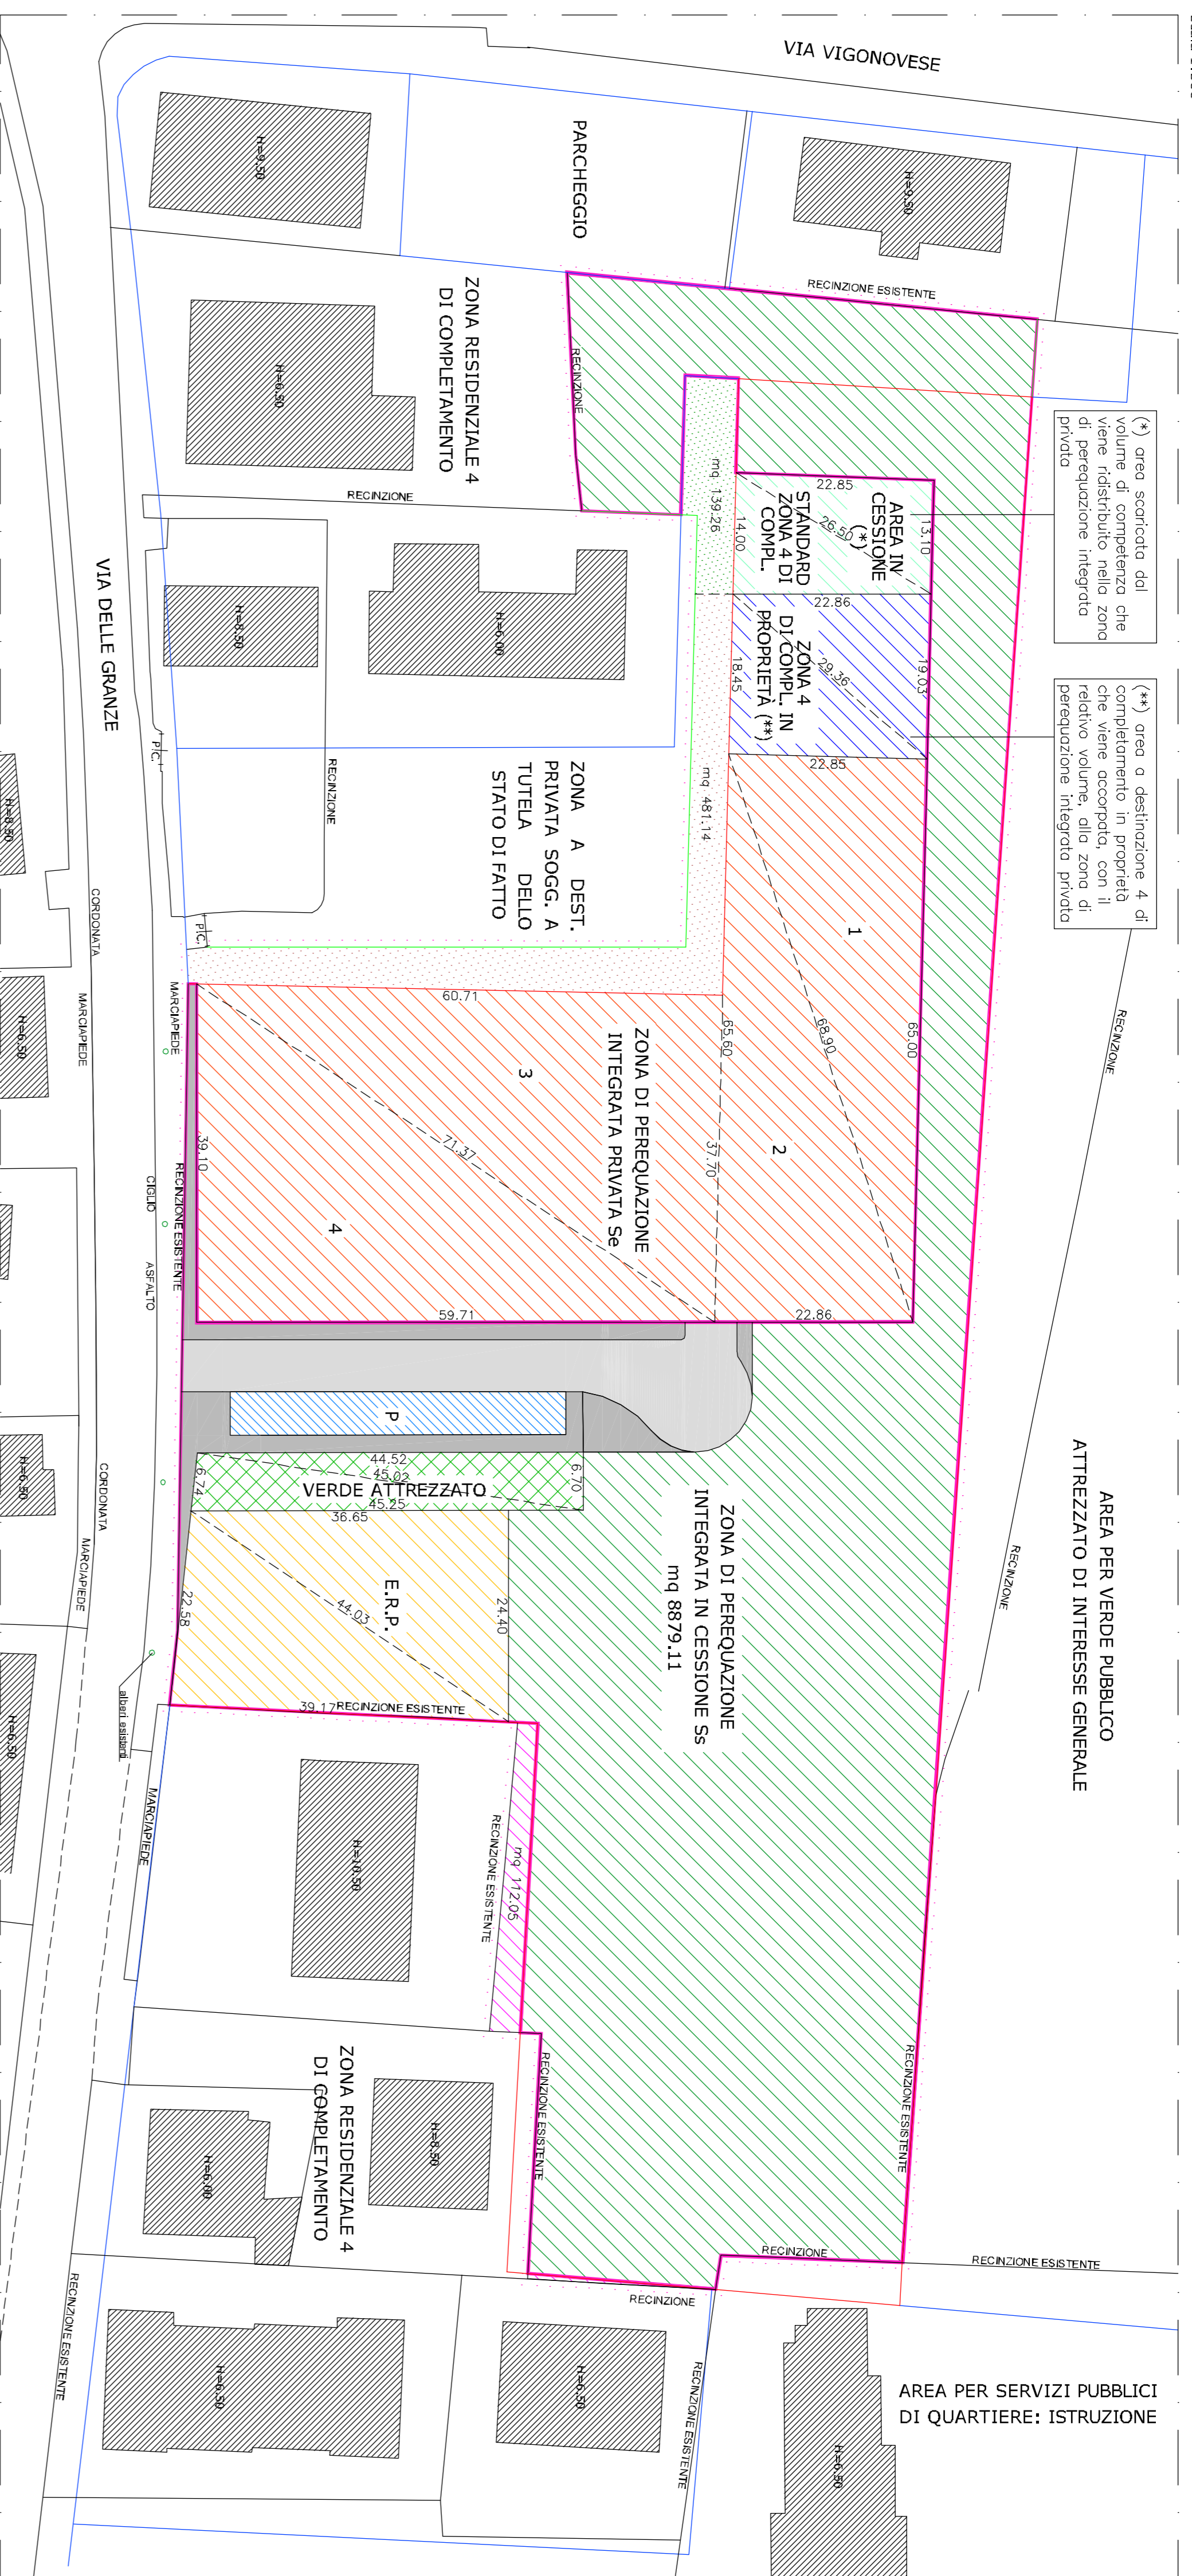 VIA VIGONOVESE
H=9.50
PARCHEGGIO
H=9.50
RECINZIONE ESISTENTE
ZONA RESIDENZIALE 4
DI COMPLETAMENTO
H=6.50
RECINZIONE
RECINZIONE
(*) area scaricata dal
volume di competenza che
viene ridistribuito nella zona
di perequazione integrata
privata
(**) area a destinazione 4 di
completamento in proprietà
che viene accorpata, con il
relativo volume, alla zona di
perequazione integrata privata
mq 139.26
22.85
13.10
AREA IN
CESSIONE
(*)
26.50
STANDARD
ZONA 4 DI
COMPL.
14.00
22.86
ZONA 4
DI COMPL. IN
PROPRIETÀ (**)
29.36
18.45
19.03
22.85
mq 481.14
H=6.00
H=8.50
VIA DELLE GRANZE
P.C.
RECINZIONE
ZONA A DEST.
PRIVATA SOGG. A
TUTELA DELLO
STATO DI FATTO
P.C.
H=8.50
CORDONATA
MARCIAPIEDE
MARCIAPIEDE
H=6.50
1
65.00
68.90
65.60
60.71
2
37.70
ZONA DI PEREQUAZIONE
INTEGRATA PRIVATA Se
3
71.37
39.10
4
59.71
22.86
RECINZIONE ESISTENTE
CIGLIO
ASFALTO
RECINZIONE
RECINZIONE
AREA PER VERDE PUBBLICO
ATTREZZATO DI INTERESSE GENERALE
P
44.52
45.02
VERDE ATTREZZATO
45.25
6.70
6.74
36.65
ZONA DI PEREQUAZIONE
INTEGRATA IN CESSIONE Ss
mq 8879.11
E.R.P.
44.03
24.40
22.58
39.17
RECINZIONE ESISTENTE
CORDONATA
MARCIAPIEDE
H=6.50
H=6.50
alberi esistenti
MARCIAPIEDE
H=10.50
RECINZIONE ESISTENTE
mq 112.05
RECINZIONE ESISTENTE
RECINZIONE ESISTENTE
ZONA RESIDENZIALE 4
DI COMPLETAMENTO
H=8.50
H=6.00
RECINZIONE
RECINZIONE ESISTENTE
RECINZIONE
RECINZIONE ESISTENTE
RECINZIONE ESISTENTE
H=6.50
H=6.50
H=6.50
AREA PER SERVIZI PUBBLICI
DI QUARTIERE: ISTRUZIONE